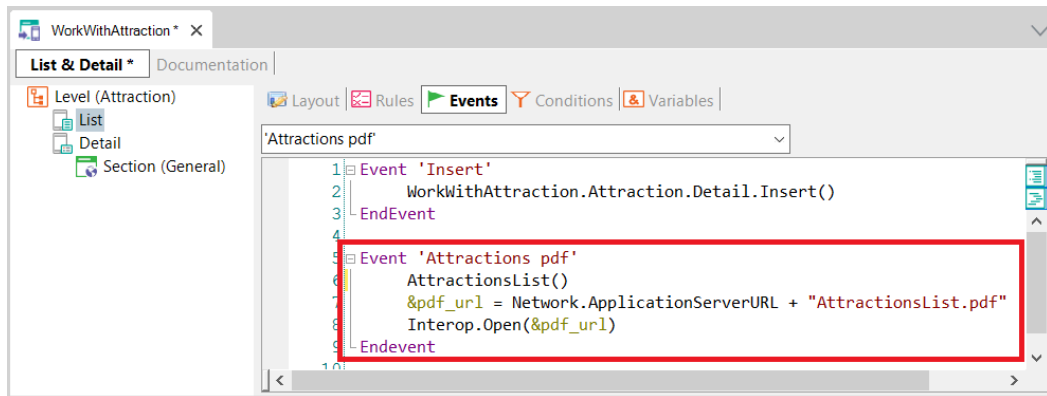 WorkWithAttraction *
List & Detail *
Documentation
Level (Attraction)
List
Detail
Section (General)
Layout
Rules
Events
Conditions
Variables
'Attractions pdf'
1 Event 'Insert'
2 WorkWithAttraction.Attraction.Detail.Insert()
3 EndEvent
4
5 Event 'Attractions pdf'
6 AttractionsList()
7 &pdf_url = Network.ApplicationServerURL + "AttractionsList.pdf"
8 Interop.Open(&pdf_url)
9 Endevent
10